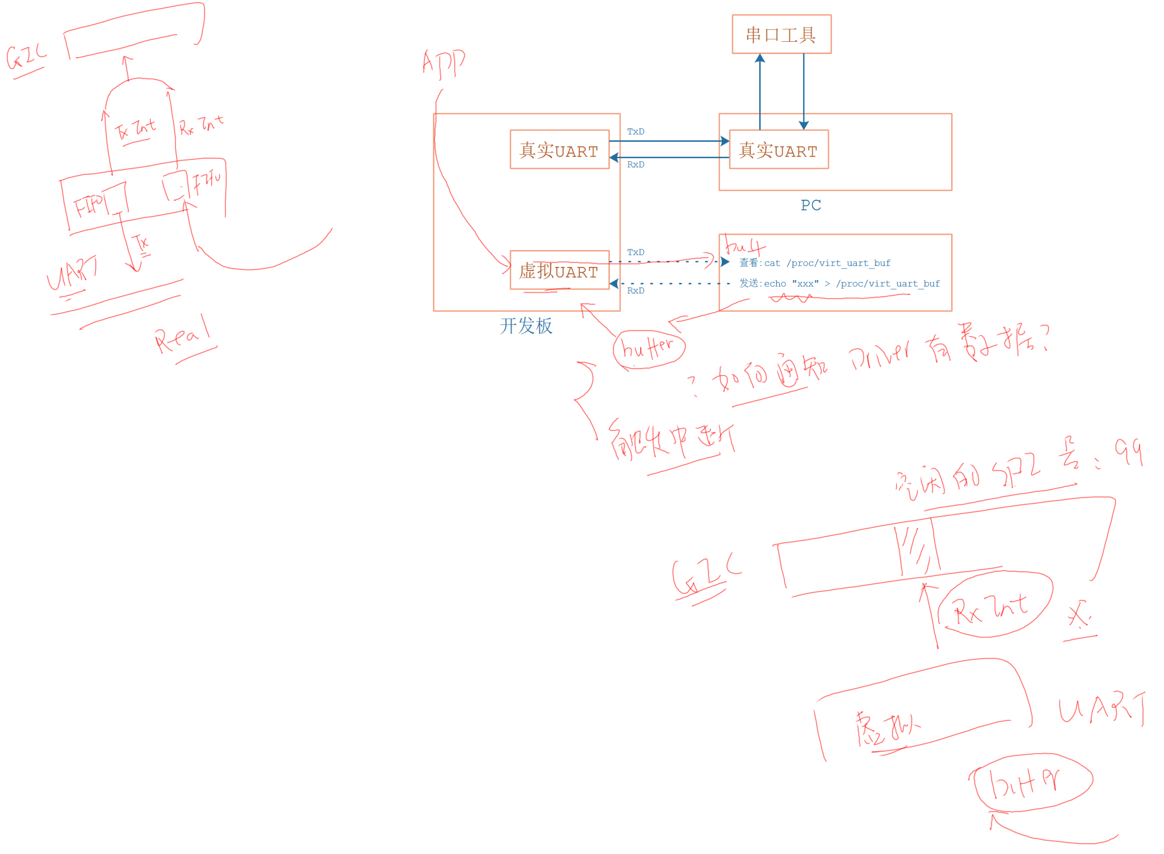 串口工具
APP
GIC
Tx Int
Rx Int
FIFO
FIFO
Tx
UART
Real
真实UART
TxD
RxD
真实UART
PC
虚拟UART
TxD
RxD
buf
查看:cat /proc/virt_uart_buf
发送:echo "xxx" > /proc/virt_uart_buf
开发板
buffer
?如何通知 Driver 有数据?
触发中断
空闲的 SPI 号: 99
GIC
Rx Int
虚拟
UART
buffer